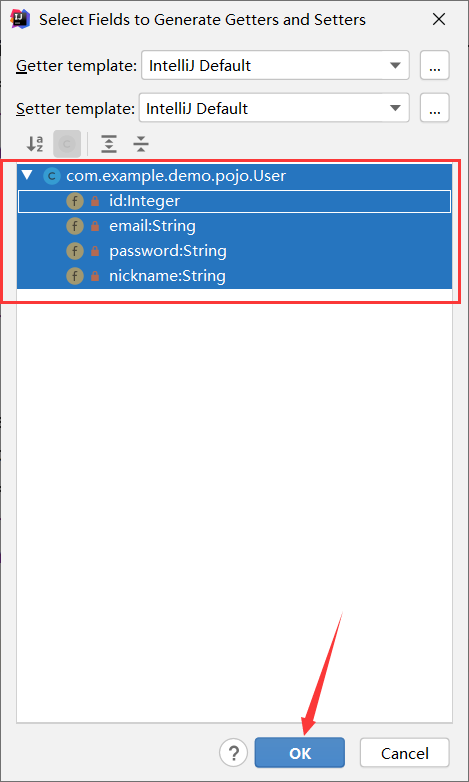 Select Fields to Generate Getters and Setters
Getter template: IntelliJ Default ...
Setter template: IntelliJ Default ...
com.example.demo.pojo.User
id:Integer
email:String
password:String
nickname:String
? OK Cancel